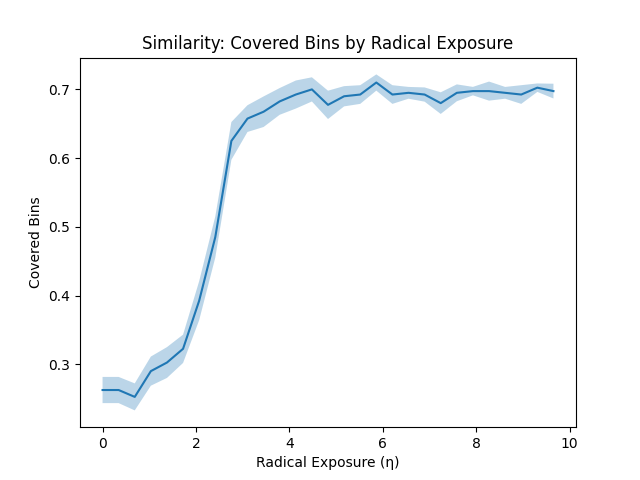 Similarity: Covered Bins by Radical Exposure
0.7
0.6
0.5
0.4
0.3
Covered Bins
0 2 4 6 8 10
Radical Exposure (η)